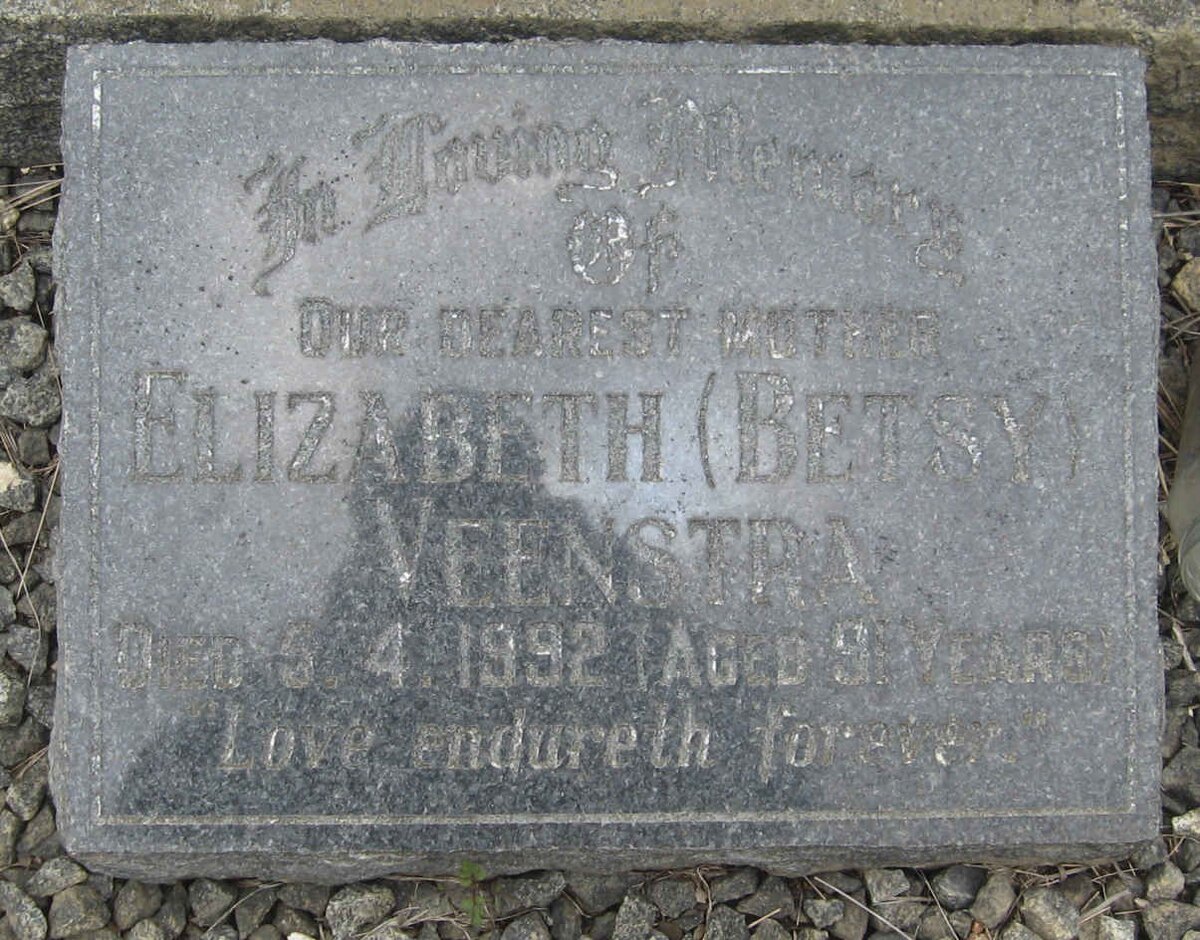 In Loving Memory
Of
OUR DEAREST MOTHER
ELIZABETH (BETSY)
VEENSTRA
DIED 5. 4. 1992 (AGED 91 YEARS)
"Love endureth forever."